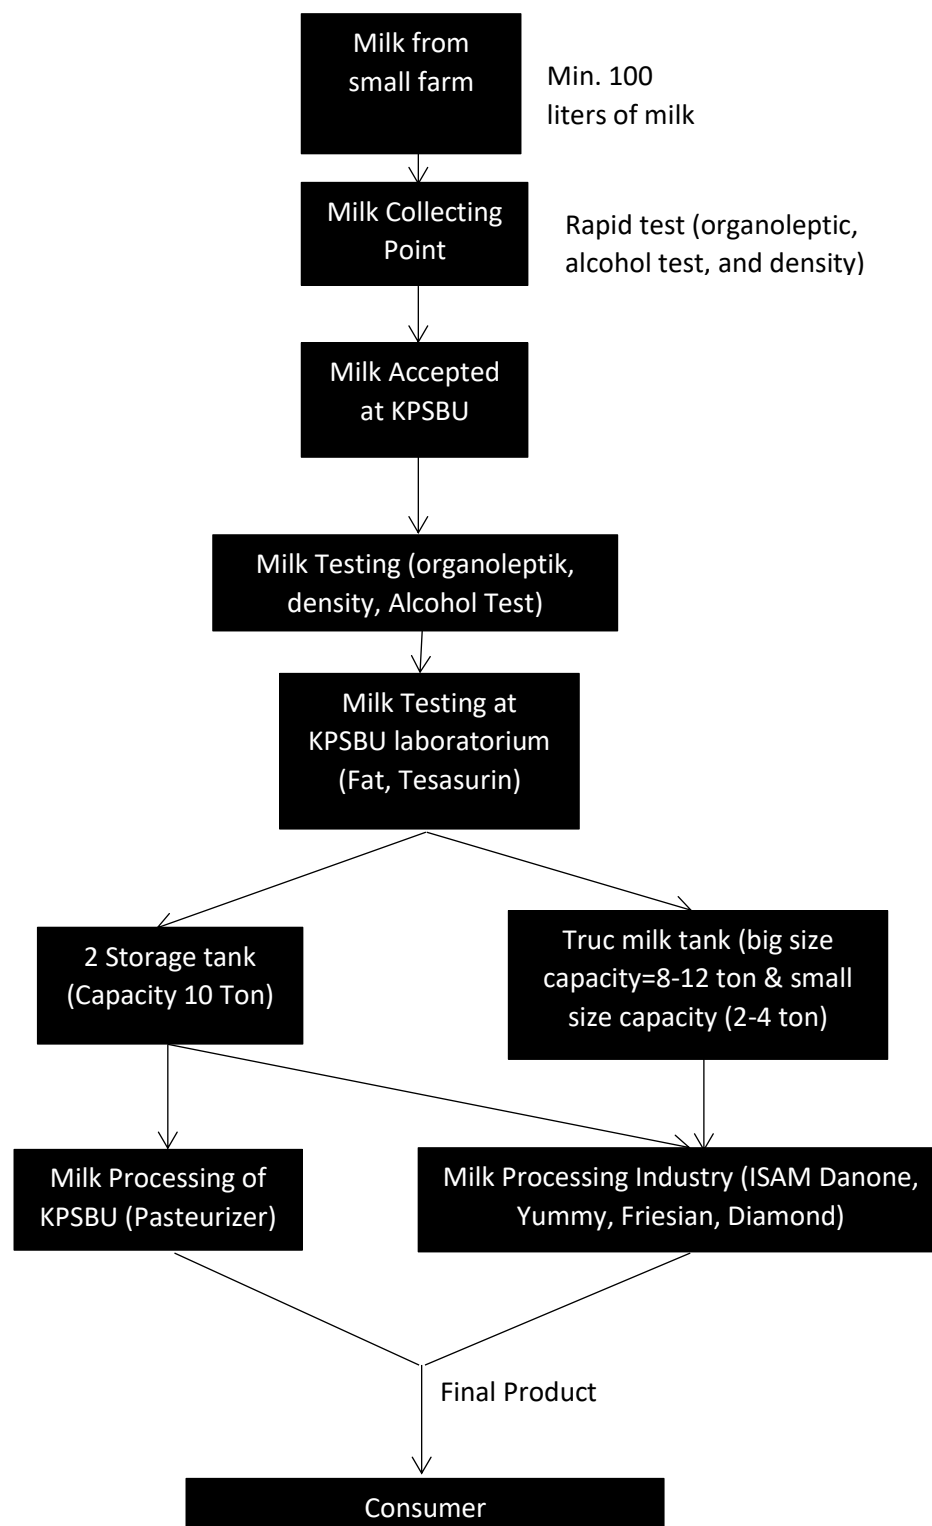 Milk from
small farm
Min. 100
liters of milk
Milk Collecting
Point
Rapid test (organoleptic,
alcohol test, and density)
Milk Accepted
at KPSBU
Milk Testing (organoleptik,
density, Alcohol Test)
Milk Testing at
KPSBU laboratorium
(Fat, Tesasurin)
2 Storage tank
(Capacity 10 Ton)
Truc milk tank (big size
capacity=8-12 ton & small
size capacity (2-4 ton)
Milk Processing of
KPSBU (Pasteurizer)
Milk Processing Industry (ISAM Danone,
Yummy, Friesian, Diamond)
Final Product
Consumer